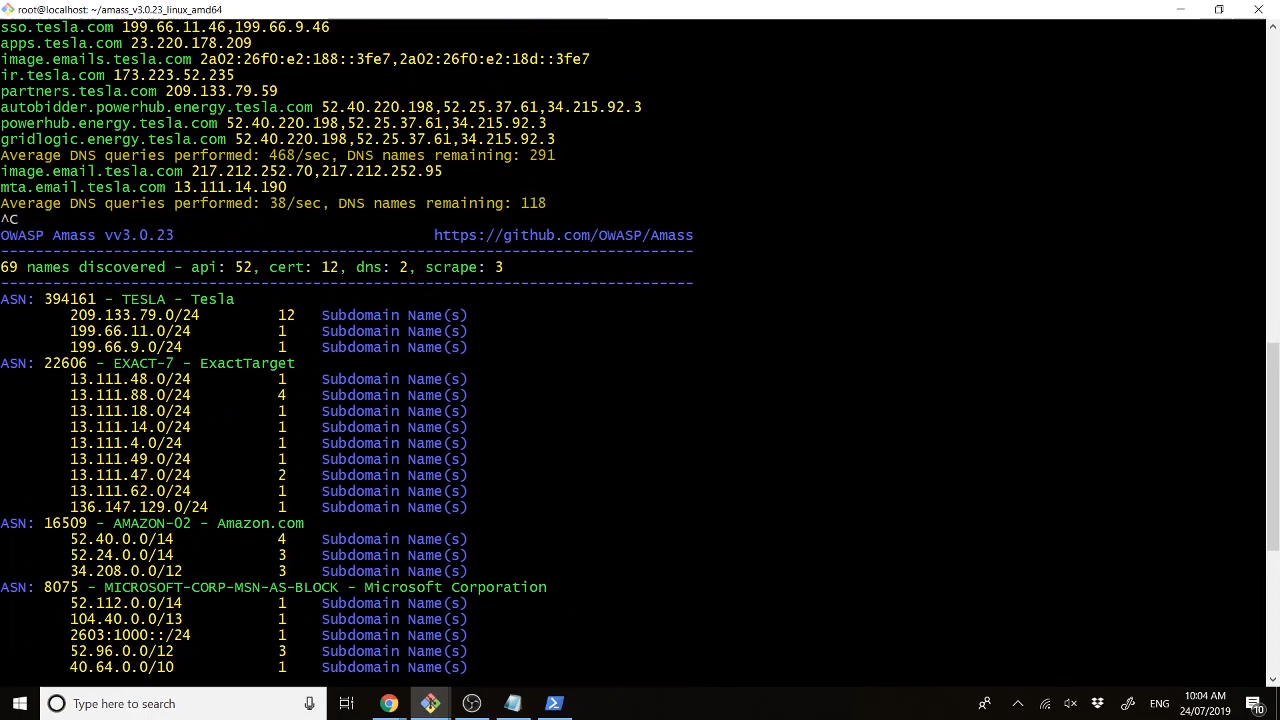 root@localhost: ~/amass_v3.0.23_linux_amd64
sso.tesla.com 199.66.11.46,199.66.9.46
apps.tesla.com 23.220.178.209
image.emails.tesla.com 2a02:26f0:e2:188::3fe7,2a02:26f0:e2:18d::3fe7
ir.tesla.com 173.223.52.235
partners.tesla.com 209.133.79.59
autobidder.powerhub.energy.tesla.com 52.40.220.198,52.25.37.61,34.215.92.3
powerhub.energy.tesla.com 52.40.220.198,52.25.37.61,34.215.92.3
gridlogic.energy.tesla.com 52.40.220.198,52.25.37.61,34.215.92.3
Average DNS queries performed: 468/sec, DNS names remaining: 291
image.email.tesla.com 217.212.252.70,217.212.252.95
mta.email.tesla.com 13.111.14.190
Average DNS queries performed: 38/sec, DNS names remaining: 118
^C
OWASP Amass vv3.0.23 https://github.com/OWASP/Amass
--------------------------------------------------------------------------------
69 names discovered - api: 52, cert: 12, dns: 2, scrape: 3
--------------------------------------------------------------------------------
ASN: 394161 - TESLA - Tesla
209.133.79.0/24 12 Subdomain Name(s)
199.66.11.0/24 1 Subdomain Name(s)
199.66.9.0/24 1 Subdomain Name(s)
ASN: 22606 - EXACT-7 - ExactTarget
13.111.48.0/24 1 Subdomain Name(s)
13.111.88.0/24 4 Subdomain Name(s)
13.111.18.0/24 1 Subdomain Name(s)
13.111.14.0/24 1 Subdomain Name(s)
13.111.4.0/24 1 Subdomain Name(s)
13.111.49.0/24 1 Subdomain Name(s)
13.111.47.0/24 2 Subdomain Name(s)
13.111.62.0/24 1 Subdomain Name(s)
136.147.129.0/24 1 Subdomain Name(s)
ASN: 16509 - AMAZON-02 - Amazon.com
52.40.0.0/14 4 Subdomain Name(s)
52.24.0.0/14 3 Subdomain Name(s)
34.208.0.0/12 3 Subdomain Name(s)
ASN: 8075 - MICROSOFT-CORP-MSN-AS-BLOCK - Microsoft Corporation
52.112.0.0/14 1 Subdomain Name(s)
104.40.0.0/13 1 Subdomain Name(s)
2603:1000::/24 1 Subdomain Name(s)
52.96.0.0/12 3 Subdomain Name(s)
40.64.0.0/10 1 Subdomain Name(s)
Type here to search
ENG
10:04 AM
24/07/2019
10